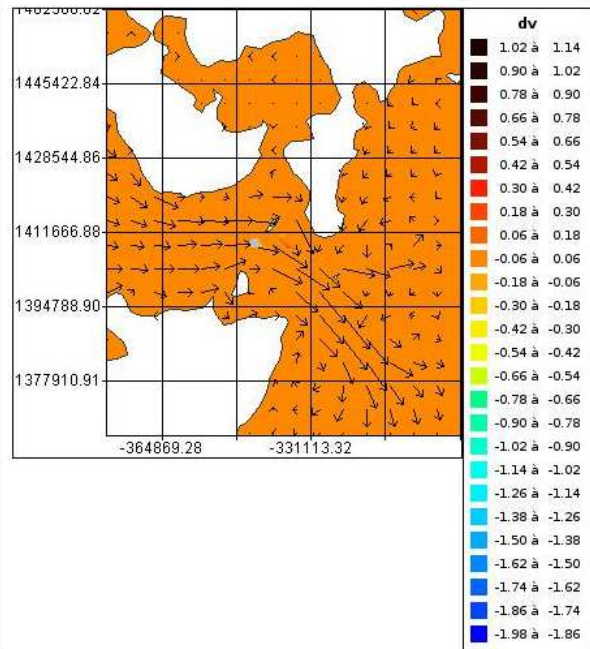 1445422.84
1428544.86
1411666.88
1394788.90
1377910.91
-364869.28
-331113.32
dv
1.02 à 1.14
0.90 à 1.02
0.78 à 0.90
0.66 à 0.78
0.54 à 0.66
0.42 à 0.54
0.30 à 0.42
0.18 à 0.30
0.06 à 0.18
-0.06 à 0.06
-0.18 à -0.06
-0.30 à -0.18
-0.42 à -0.30
-0.54 à -0.42
-0.66 à -0.54
-0.78 à -0.66
-0.90 à -0.78
-1.02 à -0.90
-1.14 à -1.02
-1.26 à -1.14
-1.38 à -1.26
-1.50 à -1.38
-1.62 à -1.50
-1.74 à -1.62
-1.86 à -1.74
-1.98 à -1.86